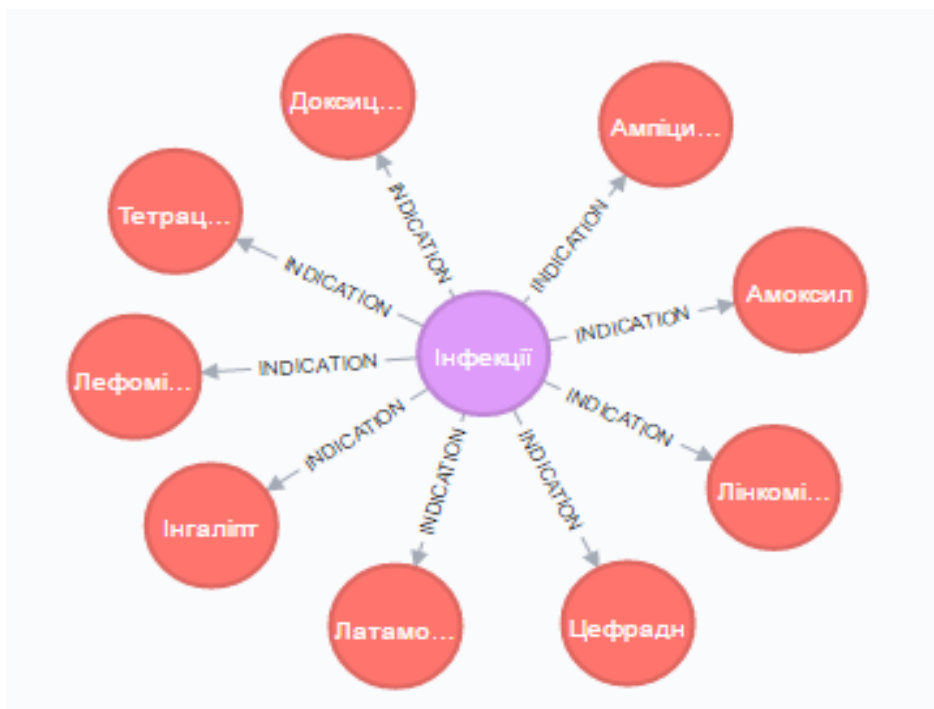 Доксиц...
Ампіци...
INDICATION
INDICATION
Тетрац...
INDICATION
Амоксил
INDICATION
Інфекції
Лефомі...
INDICATION
INDICATION
INDICATION
Лінкомі...
INDICATION
INDICATION
Інгаліпт
Латамо...
Цефрадн